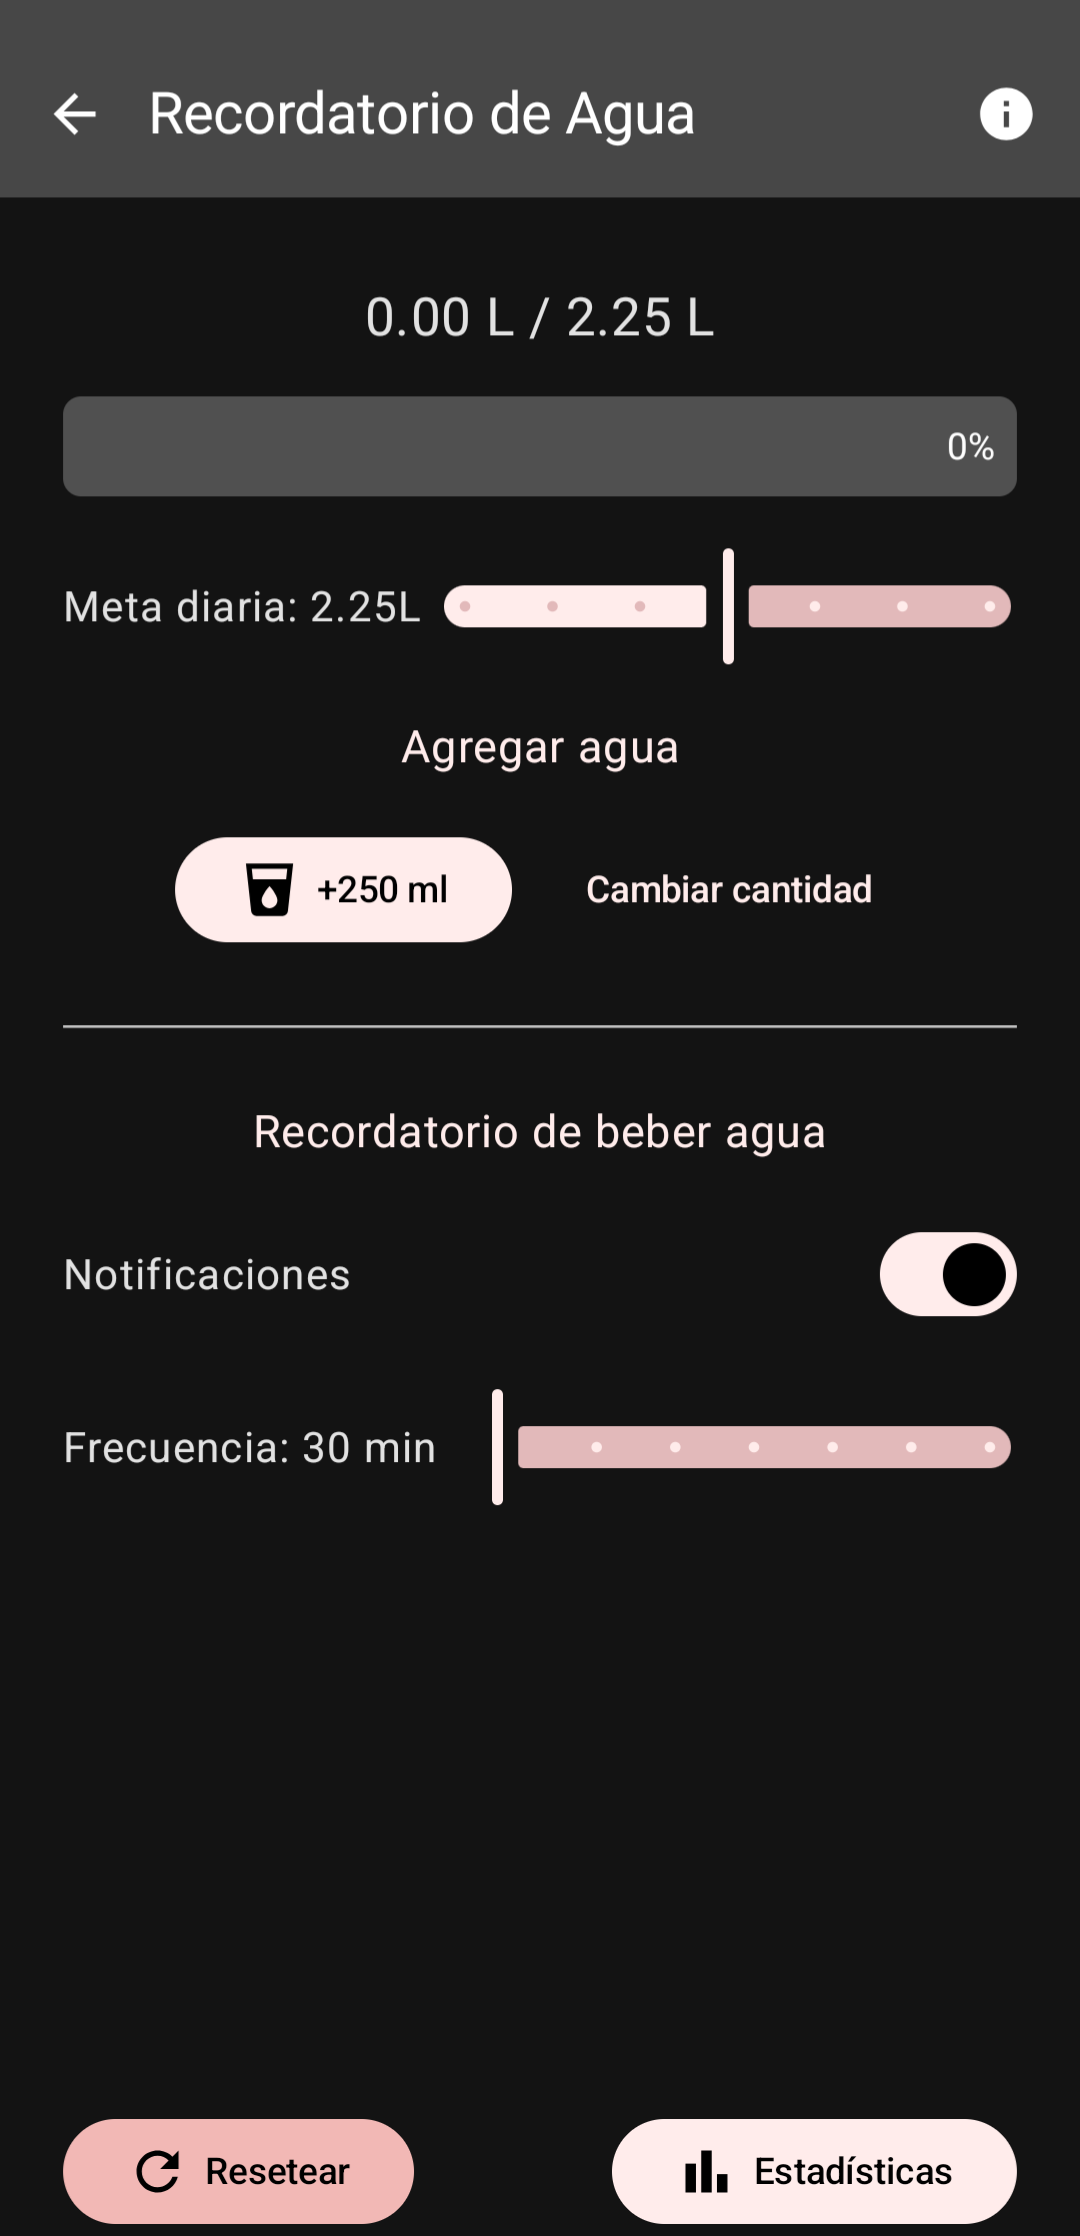 Recordatorio de Agua
0.00 L / 2.25 L
0%
Meta diaria: 2.25L
Agregar agua
+250 ml
Cambiar cantidad
Recordatorio de beber agua
Notificaciones
Frecuencia: 30 min
Resetear
Estadísticas